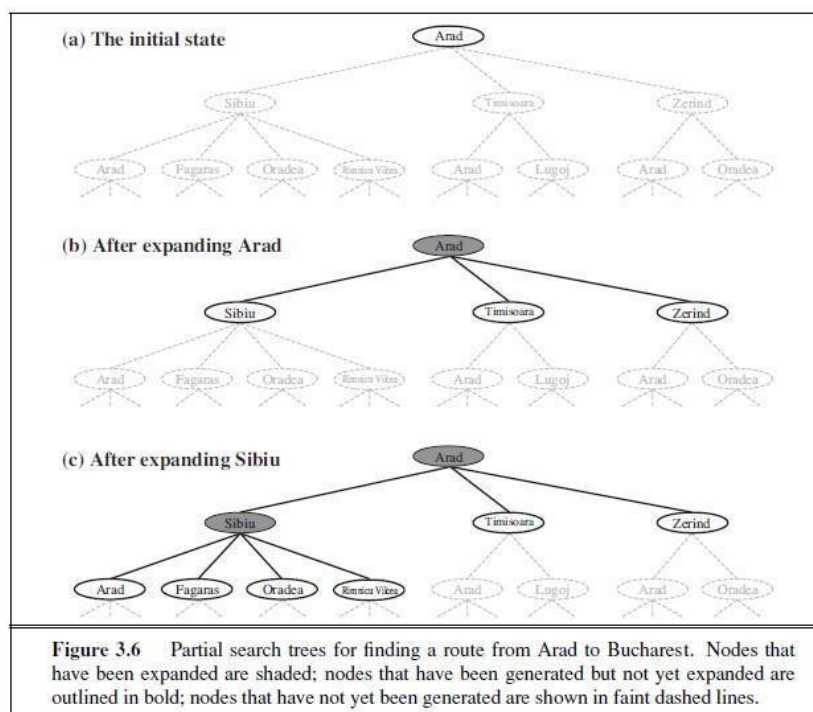 (a) The initial state
Arad
Sibiu Timisoara Zerind
Arad Fagaras Oradea Rimnicu Vilcea Arad Lugoj Arad Oradea
(b) After expanding Arad
Arad
Sibiu Timisoara Zerind
Arad Fagaras Oradea Rimnicu Vilcea Arad Lugoj Arad Oradea
(c) After expanding Sibiu
Arad
Sibiu Timisoara Zerind
Arad Fagaras Oradea Rimnicu Vilcea Arad Lugoj Arad Oradea
Figure 3.6 Partial search trees for finding a route from Arad to Bucharest. Nodes that
have been expanded are shaded; nodes that have been generated but not yet expanded are
outlined in bold; nodes that have not yet been generated are shown in faint dashed lines.